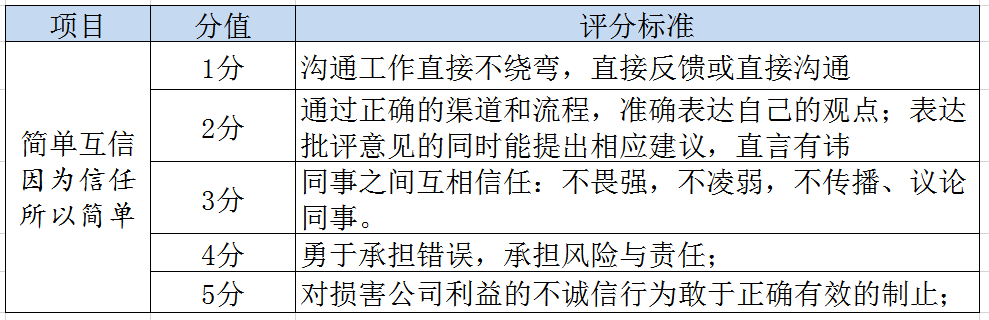 项目 分值 评分标准
简单互信
因为信任
所以简单
1分 沟通工作直接不绕弯，直接反馈或直接沟通
2分 通过正确的渠道和流程，准确表达自己的观点；表达
批评意见的同时能提出相应建议，直言有讳
3分 同事之间互相信任：不畏强，不凌弱，不传播、议论
同事。
4分 勇于承担错误，承担风险与责任；
5分 对损害公司利益的不诚信行为敢于正确有效的制止；